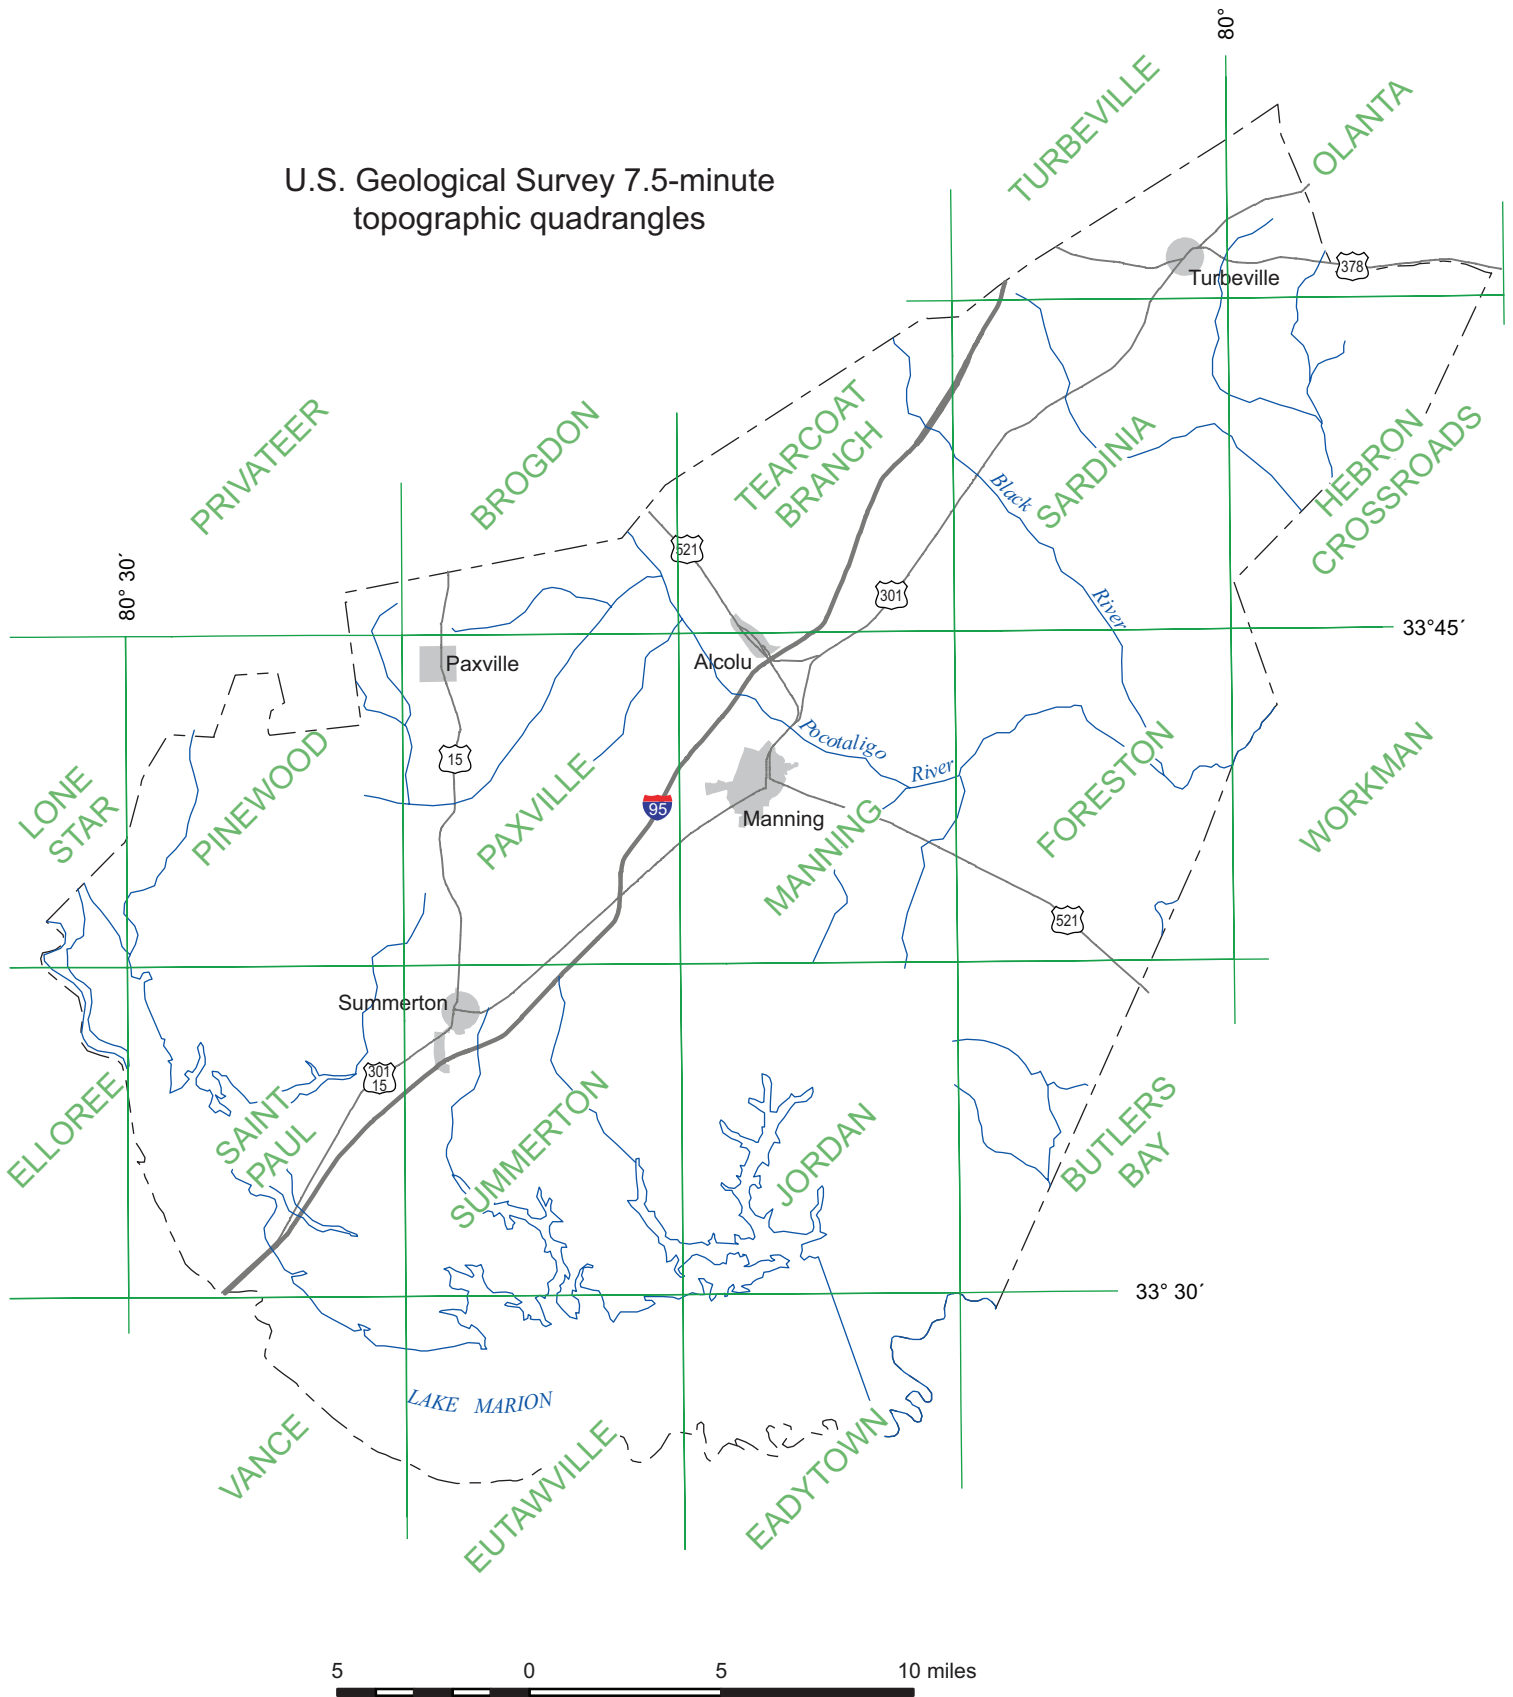 80°
TURBEVILLE
OLANTA
U.S. Geological Survey 7.5-minute
topographic quadrangles
378
Turbeville
PRIVATEER
BROGDON
TEARCOAT
BRANCH
SARDINIA
HEBRON
CROSSROADS
Black
River
521
301
80° 30´
33°45´
Paxville
Alcolu
15
Pocotaligo
River
LONE
STAR
PINEWOOD
PAXVILLE
95
Manning
MANNING
FORESTON
WORKMAN
521
Summerton
301
15
ELLOREE
SAINT
PAUL
SUMMERTON
JORDAN
BUTLERS
BAY
33° 30´
LAKE MARION
VANCE
EUTAWVILLE
EADYTOWN
5 0 5 10 miles